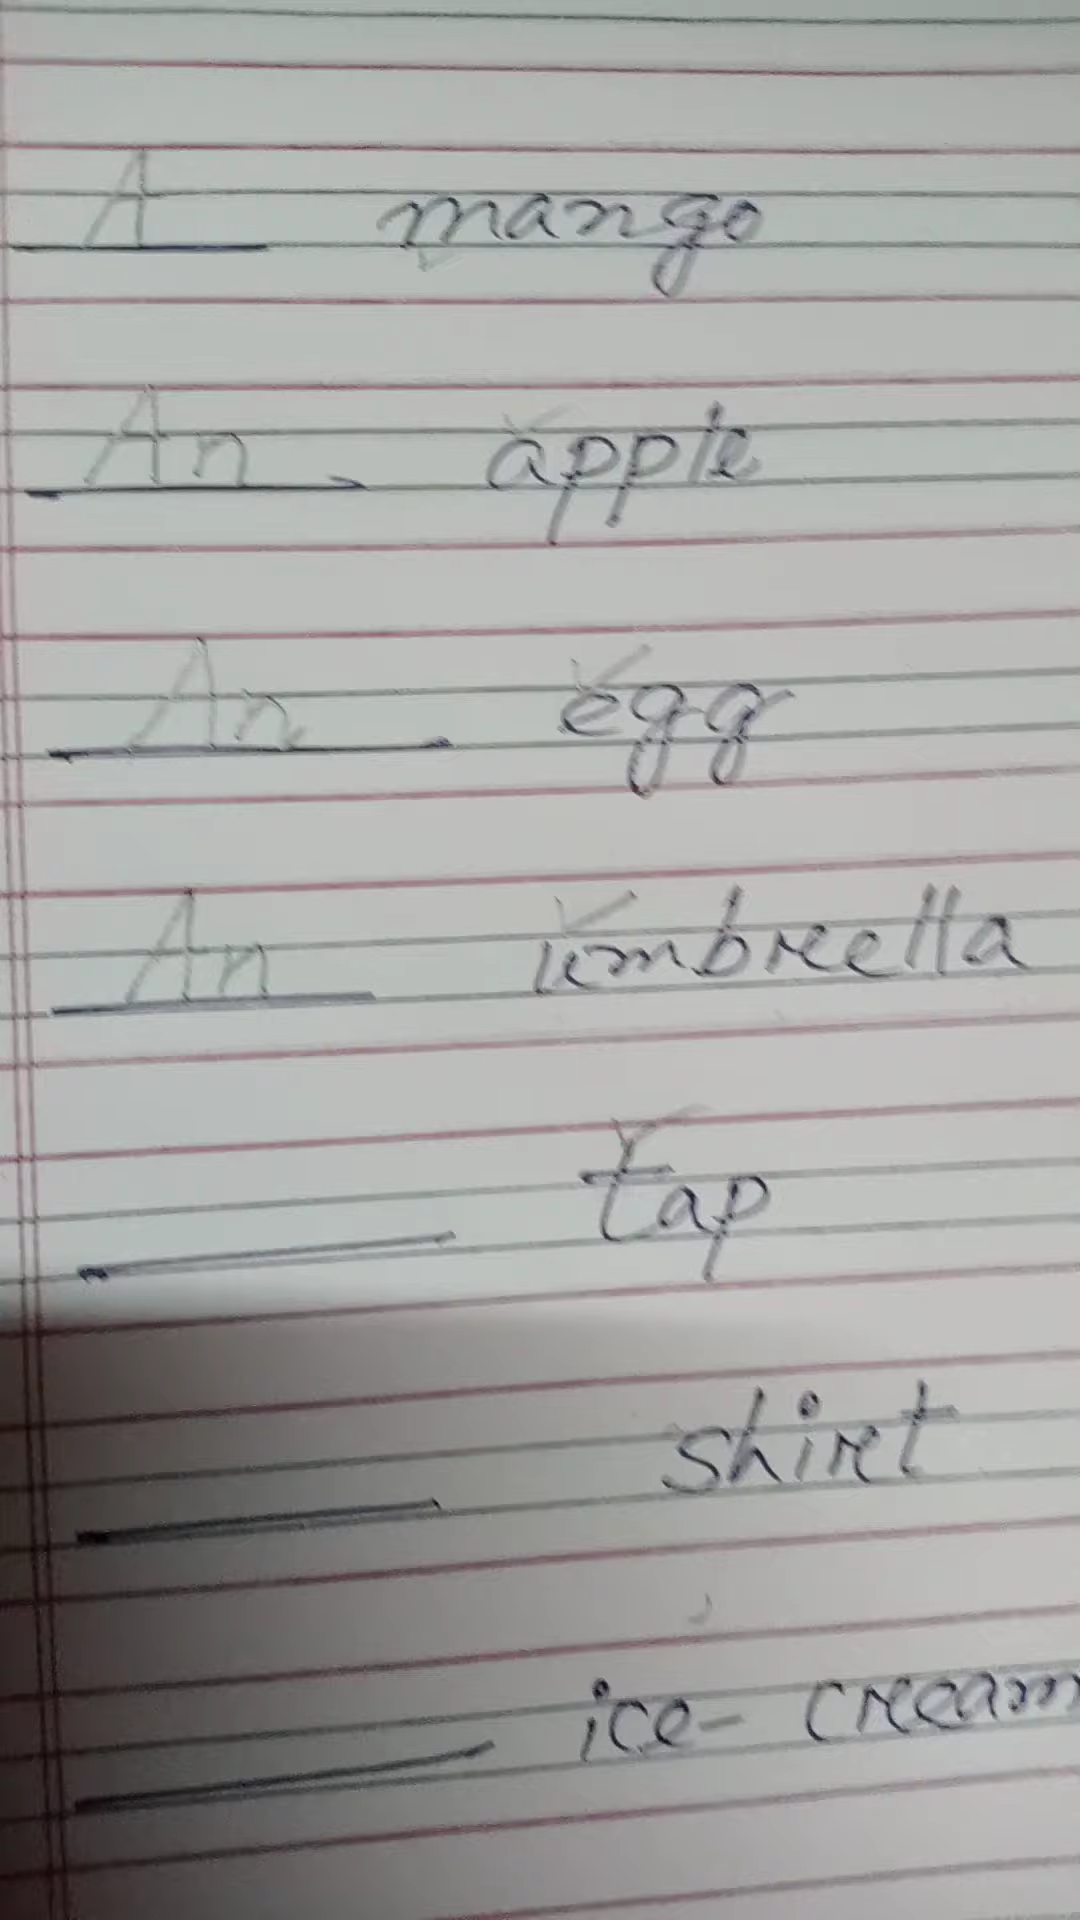 A mango
An apple
An egg
An umbrella
tap
shirt
ice-cream